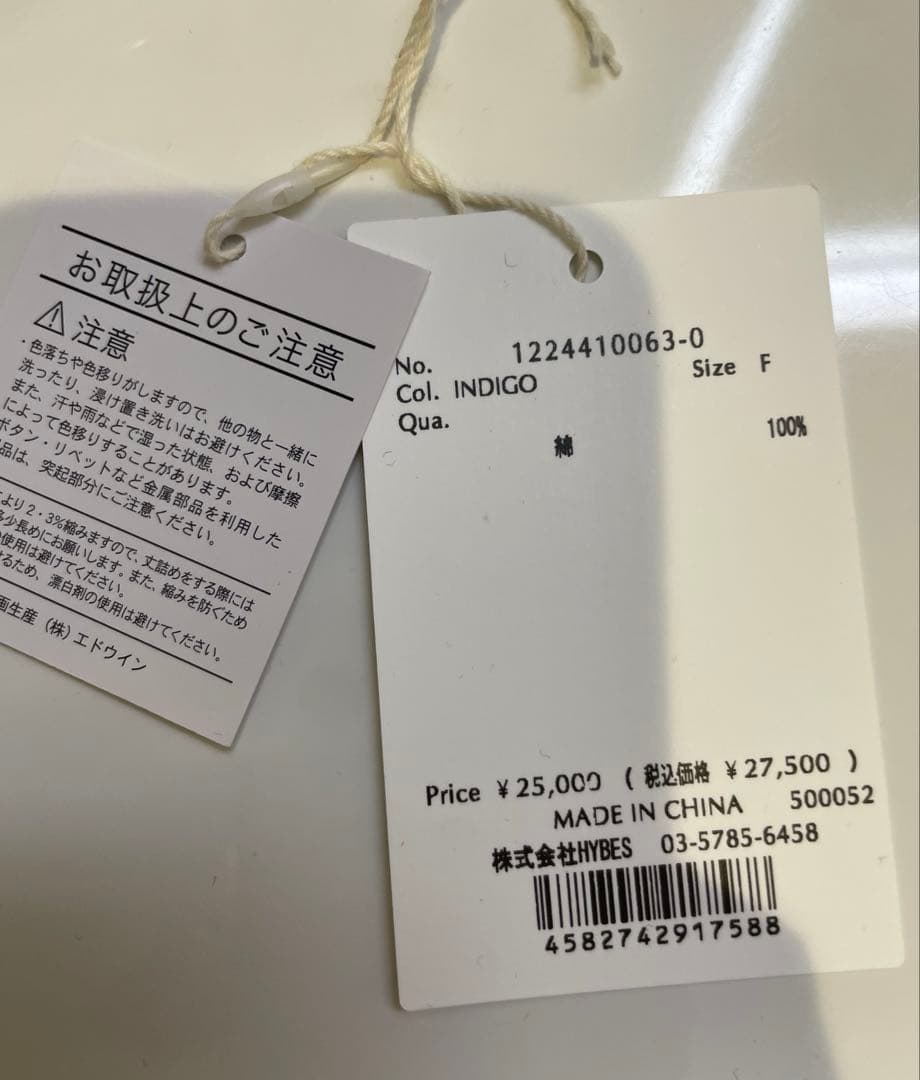 お取扱上のご注意
注意
・色落ちや色移りがしますので、他の物と一緒に
洗ったり、浸け置き洗いはお避けください。
また、汗や雨などで湿った状態、および摩擦
によって色移りすることがあります。
ボタン・リベットなど金属部品を利用した
品は、突起部分にご注意ください。
より2・3%縮みますので、丈詰めをする際には
多少長めにお願いします。また、縮みを防ぐため
使用は避けてください。
るため、漂白剤の使用は避けてください。
画生産（株）エドウイン
No. 1224410063-0
Col. INDIGO Size F
Qua.
綿 100%
Price ¥25,000 (税込価格 ¥27,500)
MADE IN CHINA 500052
株式会社HYBES 03-5785-6458
4582742917588